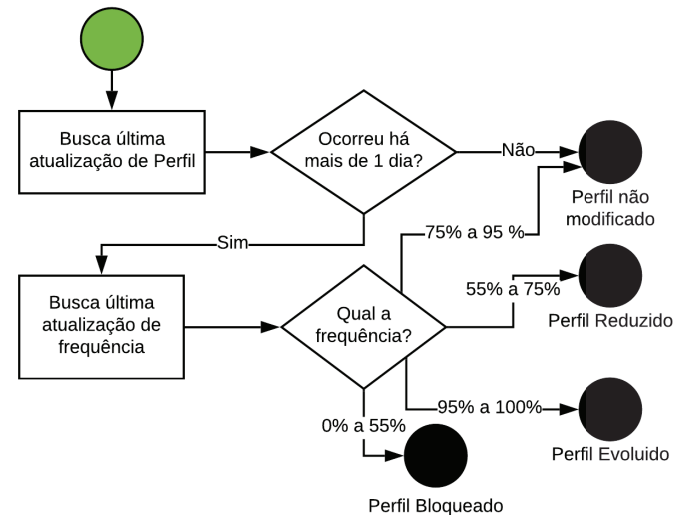 Busca última
atualização de Perfil
Ocorreu há
mais de 1 dia?
Não
Perfil não
modificado
Sim
75% a 95 %
Busca última
atualização de
frequência
Qual a
frequência?
55% a 75%
Perfil Reduzido
95% a 100%
Perfil Evoluido
0% a 55%
Perfil Bloqueado